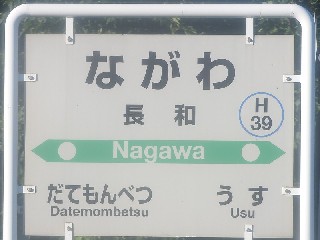 ながわ
長和
H
39
Nagawa
だてもんべつ うす
Datemombetsu Usu